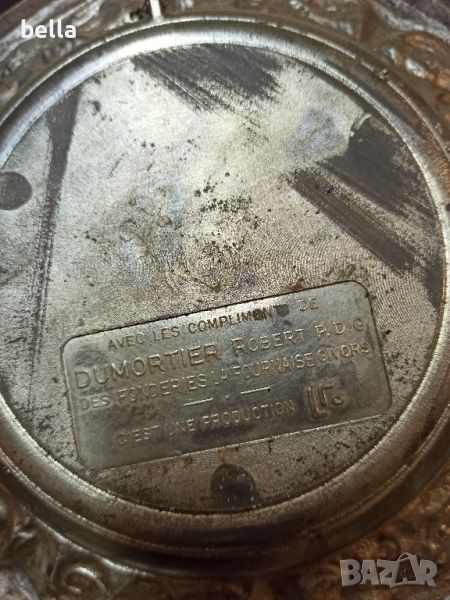 bella
AVEC LES COMPLIMENTS DE
DUMORTIER ROBERT P.D.G
DES FONDERIES LA FOURNAISE GIVORS
C'EST UNE PRODUCTION
BAZAR